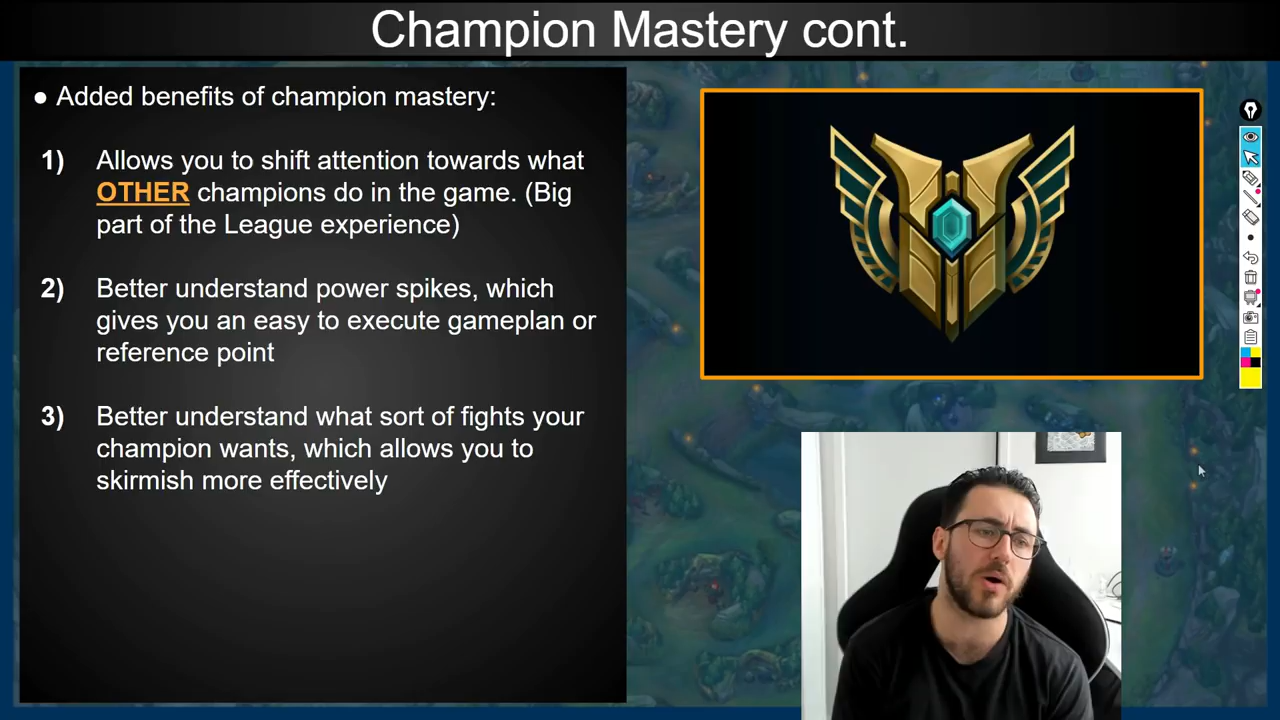 Champion Mastery cont.
● Added benefits of champion mastery:
1) Allows you to shift attention towards what
OTHER champions do in the game. (Big
part of the League experience)
2) Better understand power spikes, which
gives you an easy to execute gameplan or
reference point
3) Better understand what sort of fights your
champion wants, which allows you to
skirmish more effectively